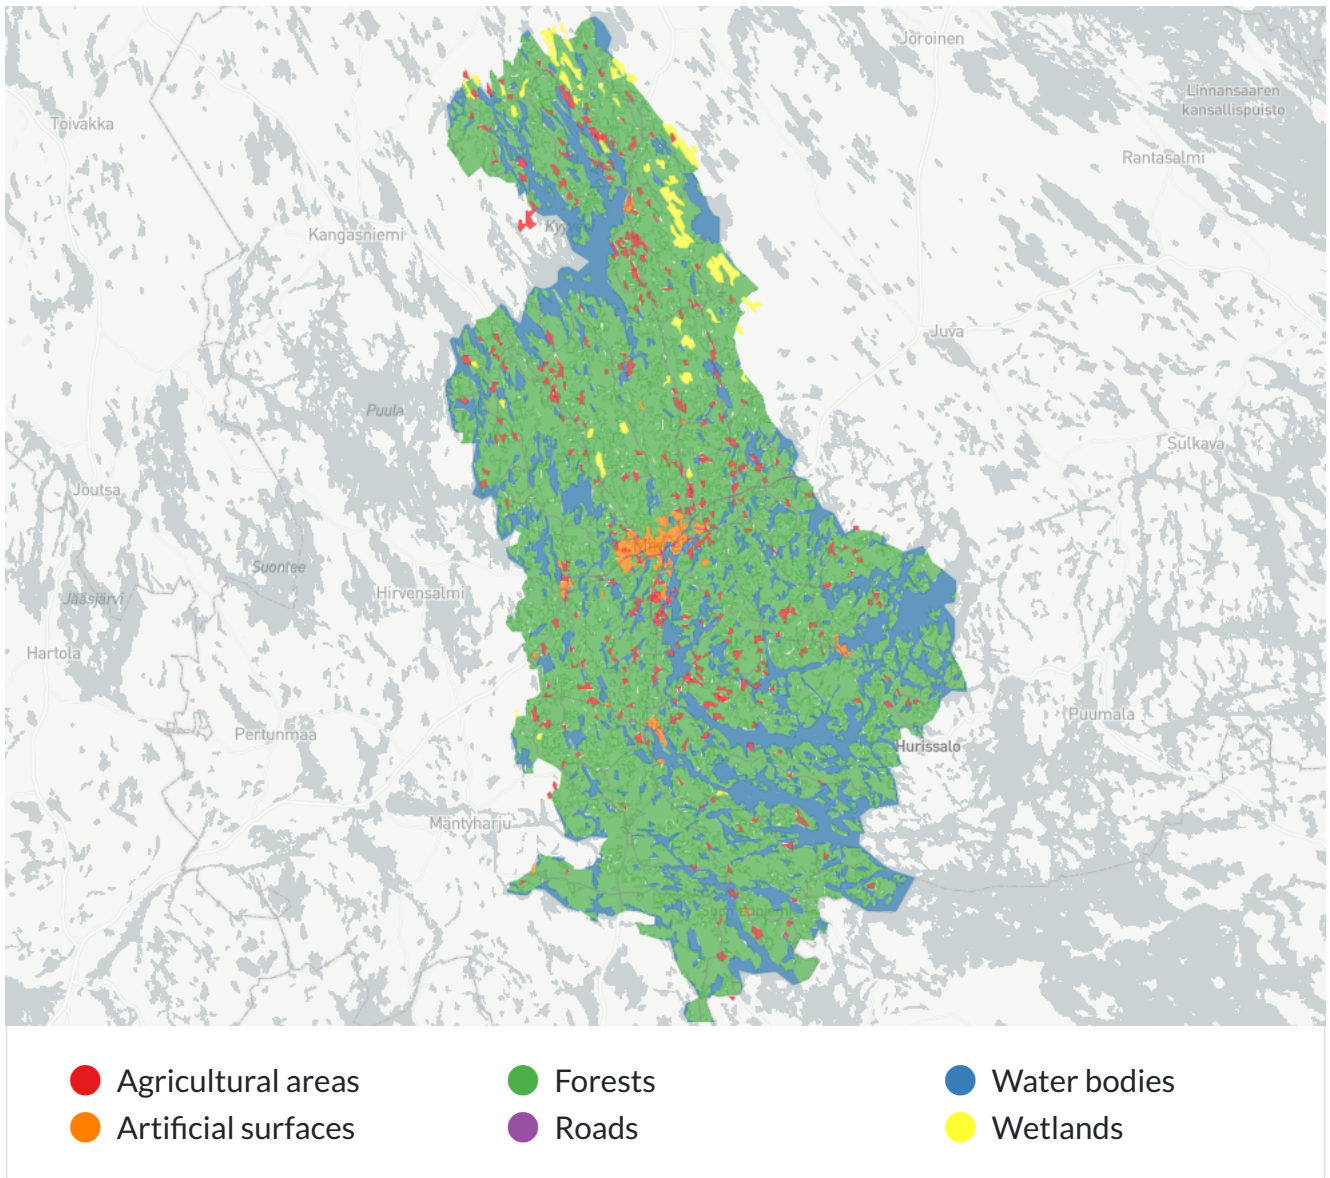 Joroinen
Linnansaaren
kansallispuisto
Toivakka
Rantasalmi
Kangasniemi
Juva
Puula
Sulkava
Joutsa
Suontee
Jääsjärvi
Hirvensalmi
Hartola
Puumala
Pertunmaa
Hurissalo
Mäntyharju
Agricultural areas
Forests
Water bodies
Artificial surfaces
Roads
Wetlands